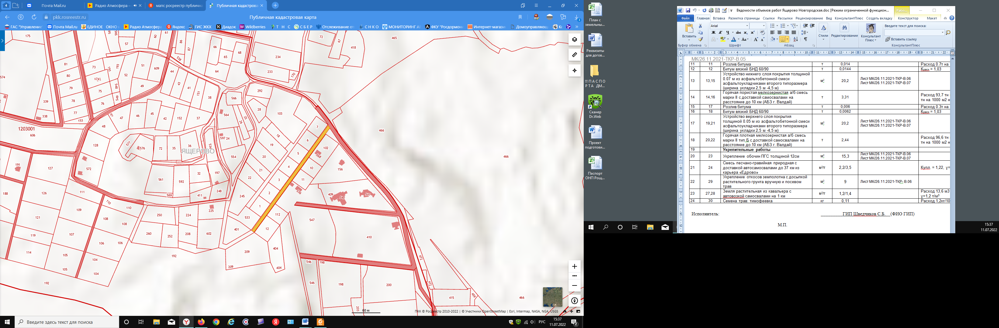 4
Почта Mail.ru
Радио Атмосфера –
мапс росреестр публична
Публичная кадастрова
pkk.rosreestr.ru
Публичная кадастровая карта
ГАС "Управление"
Почта Mail.ru
ЕДИНОЕ ОКНО
Радио Атмосфера
Яндекс
ГИС ЖКХ
Диадок
Wildberries
Т Н С
С Б Е Р
Отслеживание от
С Н К О
МОНИТОРИНГ
ФКУ "Росдормон
Интернет-магази
Домоуправляющ
175
57
60
61
86
87
538
66
68
65
64
234
233
170
72
67
418
465
81
80
79
78
77
153
73
193
193
52
51
609
74
75
76
548
549
49
44
43
41
151
38
574
339
338
1203001
606
48
47
47
46
45
42
152
37
566
564
25
26
597
24
554
534
292
28
103
7
6
18
19
20
21
22
5
4
3
2
1
102
568
10
11
536
156
466
466
466
128
577
576
72
35
36
ЯЩЕРОВО
572
561
592
32
197
248
569
411
191
127
188
126
111
110
110
109
121
108
108
119
107
106
106
114
105
105
104
104
192
192
250
224
225
260
252
208
602
245
533
401
112
12
209
209
404
404
409
540
541
547
410
546
198
546
198
200
203
472
472
415
459
60 м
ПКК © Росреестр 2010-2022 | © Участники OpenStreetMap | Esri, Intermap, NASA, NGA, USGS
Введите здесь текст для поиска
РУС
15:37
11.07.2022
2
План с
земельны...
Реквизиты
для догов...
!!! П А С П О
Р Т А ДМ...
Сканер
Dr.Web
Проект
подготови...
Паспорт
ОНП Рощ...
Ведомости объемов работ Ящерово Новгородская.doc [Режим ограниченной функцион...
Рабо...
Файл
Главная
Вставка
Разметка страницы
Ссылки
Рассылки
Рецензирование
Вид
КонсультантПлюс
Создать вкладку
Конструктор
Макет
Вставить
Буфер обмена
Arial
Шрифт
Абзац
Стили
Редактирование
Консультант
Плюс
Введите текст для поиска:
Вставить ссылку
КонсультантПлюс
МК/26.11.2021-ТКР-В.05
11 11 Розлив битума т 0,014 Расход 0.7т на
12 12 Битум вязкий БНД 60/90 т 0,0144 Красх = 1,03
13 13,15 Устройство нижнего слоя покрытия толщиной 0.07 м из асфальтобетонной смеси асфальтоукладчиками второго типоразмера (ширина укладки 2,5 м -4,5 м) м2 20,2 Лист МК/26.11.2021-ТКР-В.06 Лист МК/26.11.2021-ТКР-В.07
14 14,16 Горячая пористая мелкозернистая а/б смесь марки II с доставкой самосвалами на расстояние до 10 км (АБЗ г. Валдай) т 3,31 Расход 93,7 тн тн на 1000 м2 н
15 17 Розлив битума т 0,006 Расход 0.3т на
16 18 Битум вязкий БНД 60/90 т 0,0062 Красх = 1,03
17 19,21 Устройство верхнего слоя покрытия толщиной 0.05 м из асфальтобетонной смеси асфальтоукладчиками второго типоразмера (ширина укладки 2,5 м -4,5 м) м2 20,2 Лист МК/26.11.2021-ТКР-В.06 Лист МК/26.11.2021-ТКР-В.07
18 20,22 Горячая плотная мелкозернистая а/б смесь марки II тип Б с доставкой самосвалами на расстояние до 10 км (АБЗ г. Валдай) т 2,44 Расход 96,6 тн тн на 1000 м2 н
19 Укрепительные работы
20 23 Укрепление обочин ПГС толщиной 12см м2 15,3 Лист МК/26.11.2021-ТКР-В.06 Лист МК/26.11.2021-ТКР-В.07
21 24 Смесь песчано-гравийная природная с доставкой автосамосвалами до 37 км из карьера «Едрово» м³/т 2,2/3,5 Купл. = 1,22, γ=
22 29 Укрепление откосов земполотна с досыпкой растительного грунта вручную и посевом трав м2 9 Лист МК/26.11.2021-ТКР- В.06
23 27,28 Земля растительная из кавальера с автовозкой самосвалами на 1 км м³/т 1,2/1,4 Расход 13,6 м3 γ=1,2 т/м³
24 30 Семена трав: тимофеевка кг 0,11 Расход 1,2кг/10
Исполнитель: ГИП Шведчиков С.Б. (ФИО ГИП)
М.П.
15:37
11.07.2022